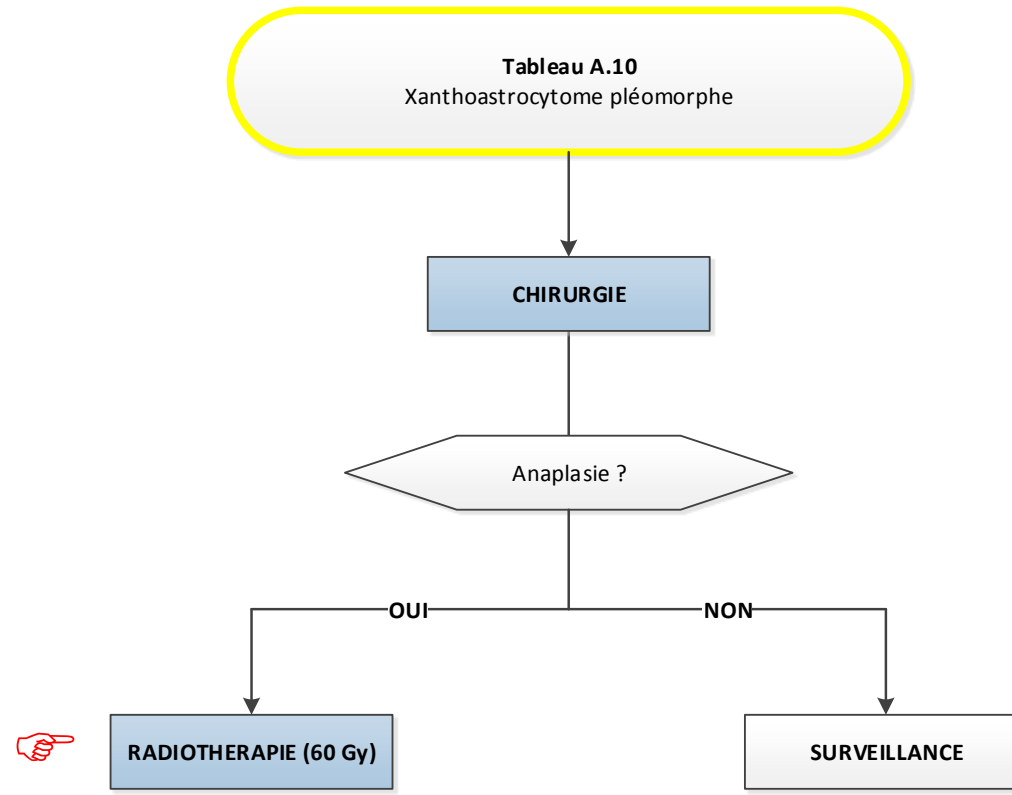 Tableau A.10
Xanthoastrocytome pléomorphe
CHIRURGIE
Anaplasie ?
OUI
NON
RADIOTHERAPIE (60 Gy)
SURVEILLANCE